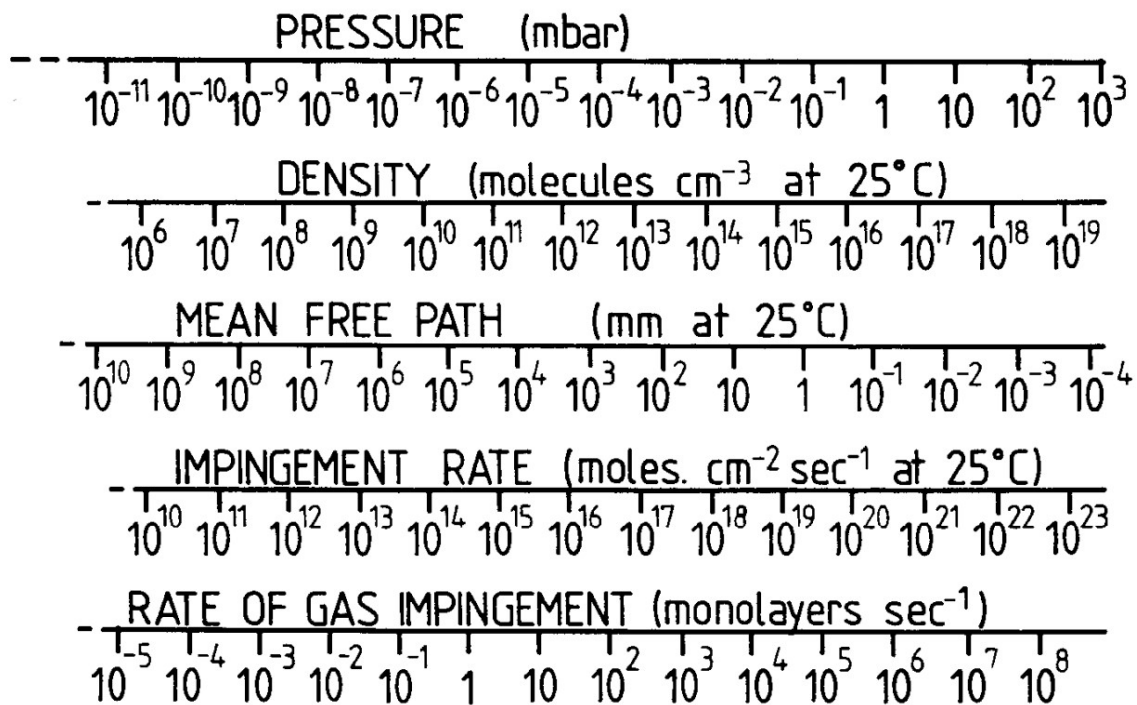 PRESSURE (mbar)
10⁻¹¹ 10⁻¹⁰ 10⁻⁹ 10⁻⁸ 10⁻⁷ 10⁻⁶ 10⁻⁵ 10⁻⁴ 10⁻³ 10⁻² 10⁻¹ 1 10 10² 10³
DENSITY (molecules cm⁻³ at 25°C)
10⁶ 10⁷ 10⁸ 10⁹ 10¹⁰ 10¹¹ 10¹² 10¹³ 10¹⁴ 10¹⁵ 10¹⁶ 10¹⁷ 10¹⁸ 10¹⁹
MEAN FREE PATH (mm at 25°C)
10¹⁰ 10⁹ 10⁸ 10⁷ 10⁶ 10⁵ 10⁴ 10³ 10² 10 1 10⁻¹ 10⁻² 10⁻³ 10⁻⁴
IMPINGEMENT RATE (moles. cm⁻² sec⁻¹ at 25°C)
10¹⁰ 10¹¹ 10¹² 10¹³ 10¹⁴ 10¹⁵ 10¹⁶ 10¹⁷ 10¹⁸ 10¹⁹ 10²⁰ 10²¹ 10²² 10²³
RATE OF GAS IMPINGEMENT (monolayers sec⁻¹)
10⁻⁵ 10⁻⁴ 10⁻³ 10⁻² 10⁻¹ 1 10 10² 10³ 10⁴ 10⁵ 10⁶ 10⁷ 10⁸